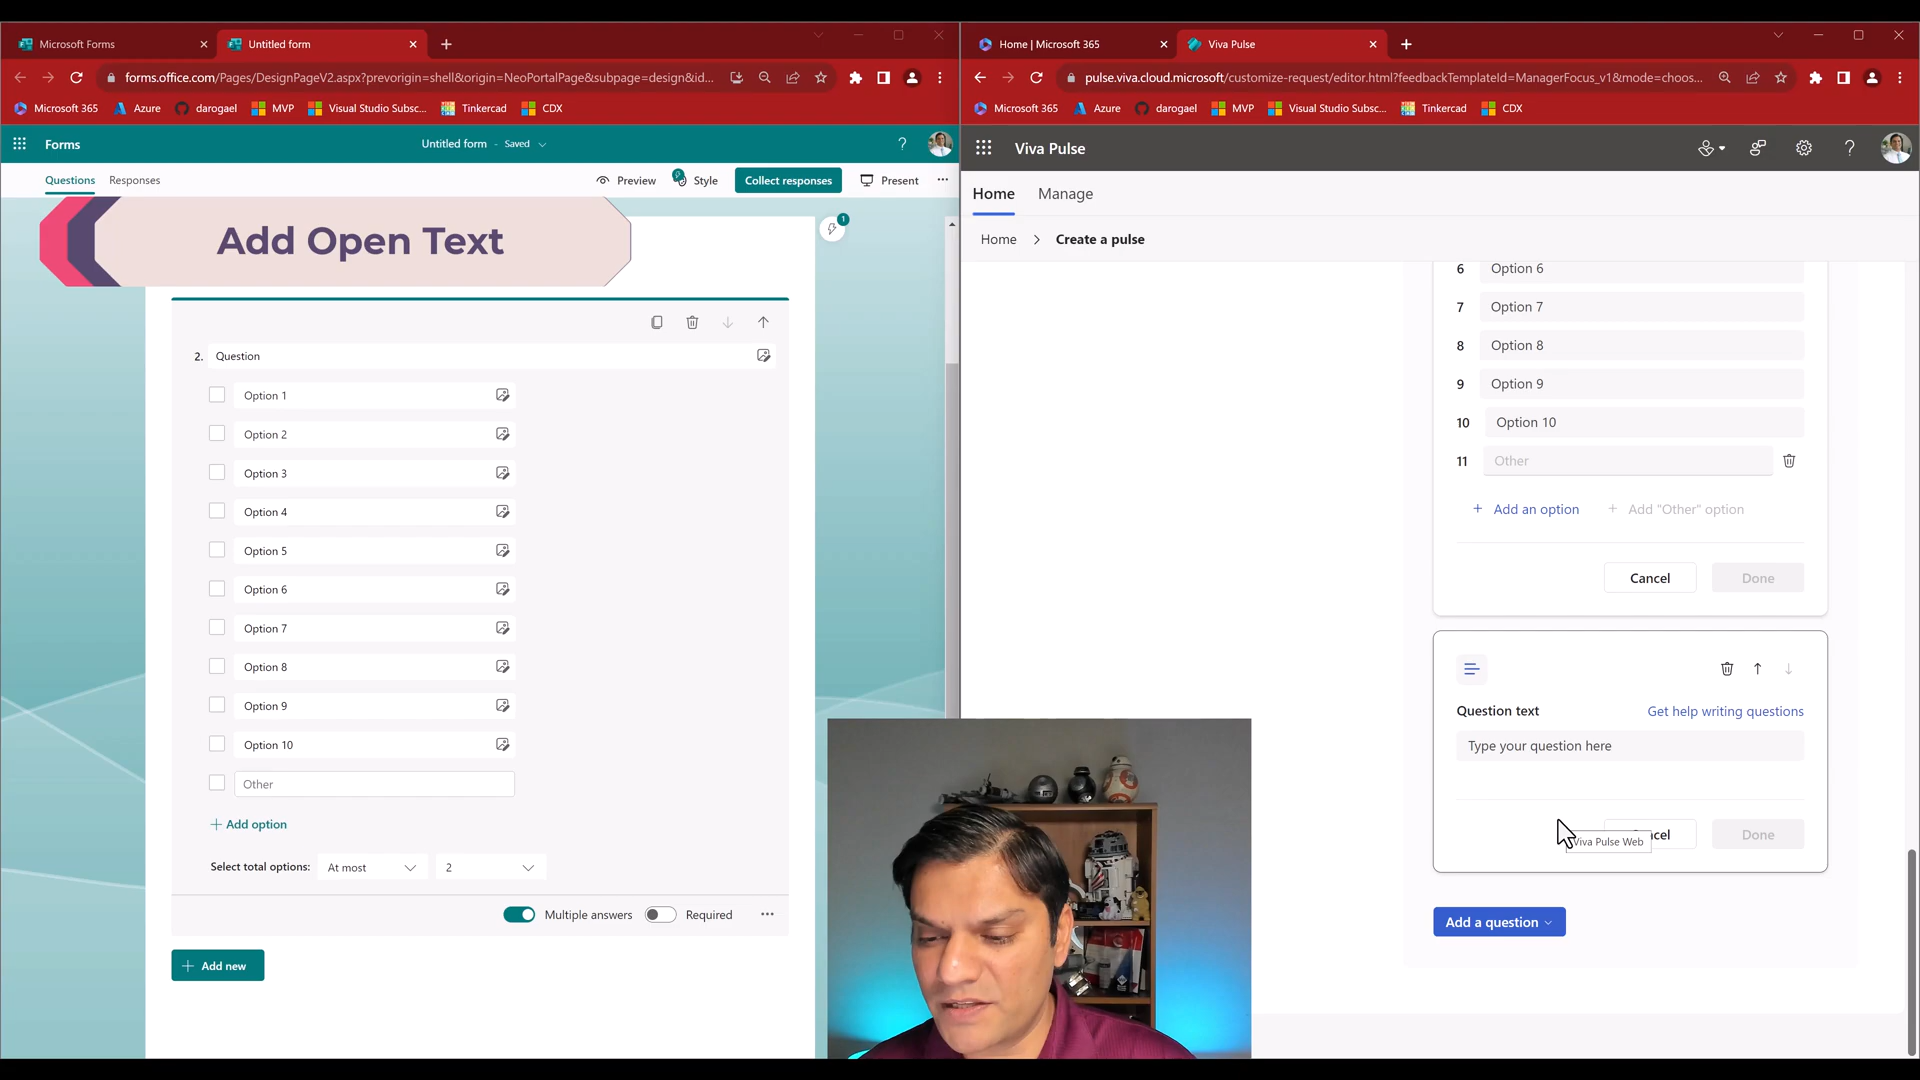 Microsoft Forms
Untitled form
forms.office.com/Pages/DesignPageV2.aspx?prevorigin=shell&origin=NeoPortalPage&subpage=design&id...
Microsoft 365
Azure
darogael
MVP
Visual Studio Subsc...
Tinkercad
CDX
Forms
Untitled form - Saved
?
Questions
Responses
Preview
Style
Collect responses
Present
...
Add Open Text
1
2. Question
Option 1
Option 2
Option 3
Option 4
Option 5
Option 6
Option 7
Option 8
Option 9
Option 10
Other
+ Add option
Select total options: At most 2
Multiple answers
Required
...
+ Add new
Home | Microsoft 365
Viva Pulse
pulse.viva.cloud.microsoft/customize-request/editor.html?feedbackTemplateId=ManagerFocus_v1&mode=choos...
Microsoft 365
Azure
darogael
MVP
Visual Studio Subsc...
Tinkercad
CDX
Viva Pulse
?
Home
Manage
Home > Create a pulse
6 Option 6
7 Option 7
8 Option 8
9 Option 9
10 Option 10
11 Other
+ Add an option
+ Add "Other" option
Cancel
Done
Question text
Get help writing questions
Type your question here
cel
Done
Viva Pulse Web
Add a question